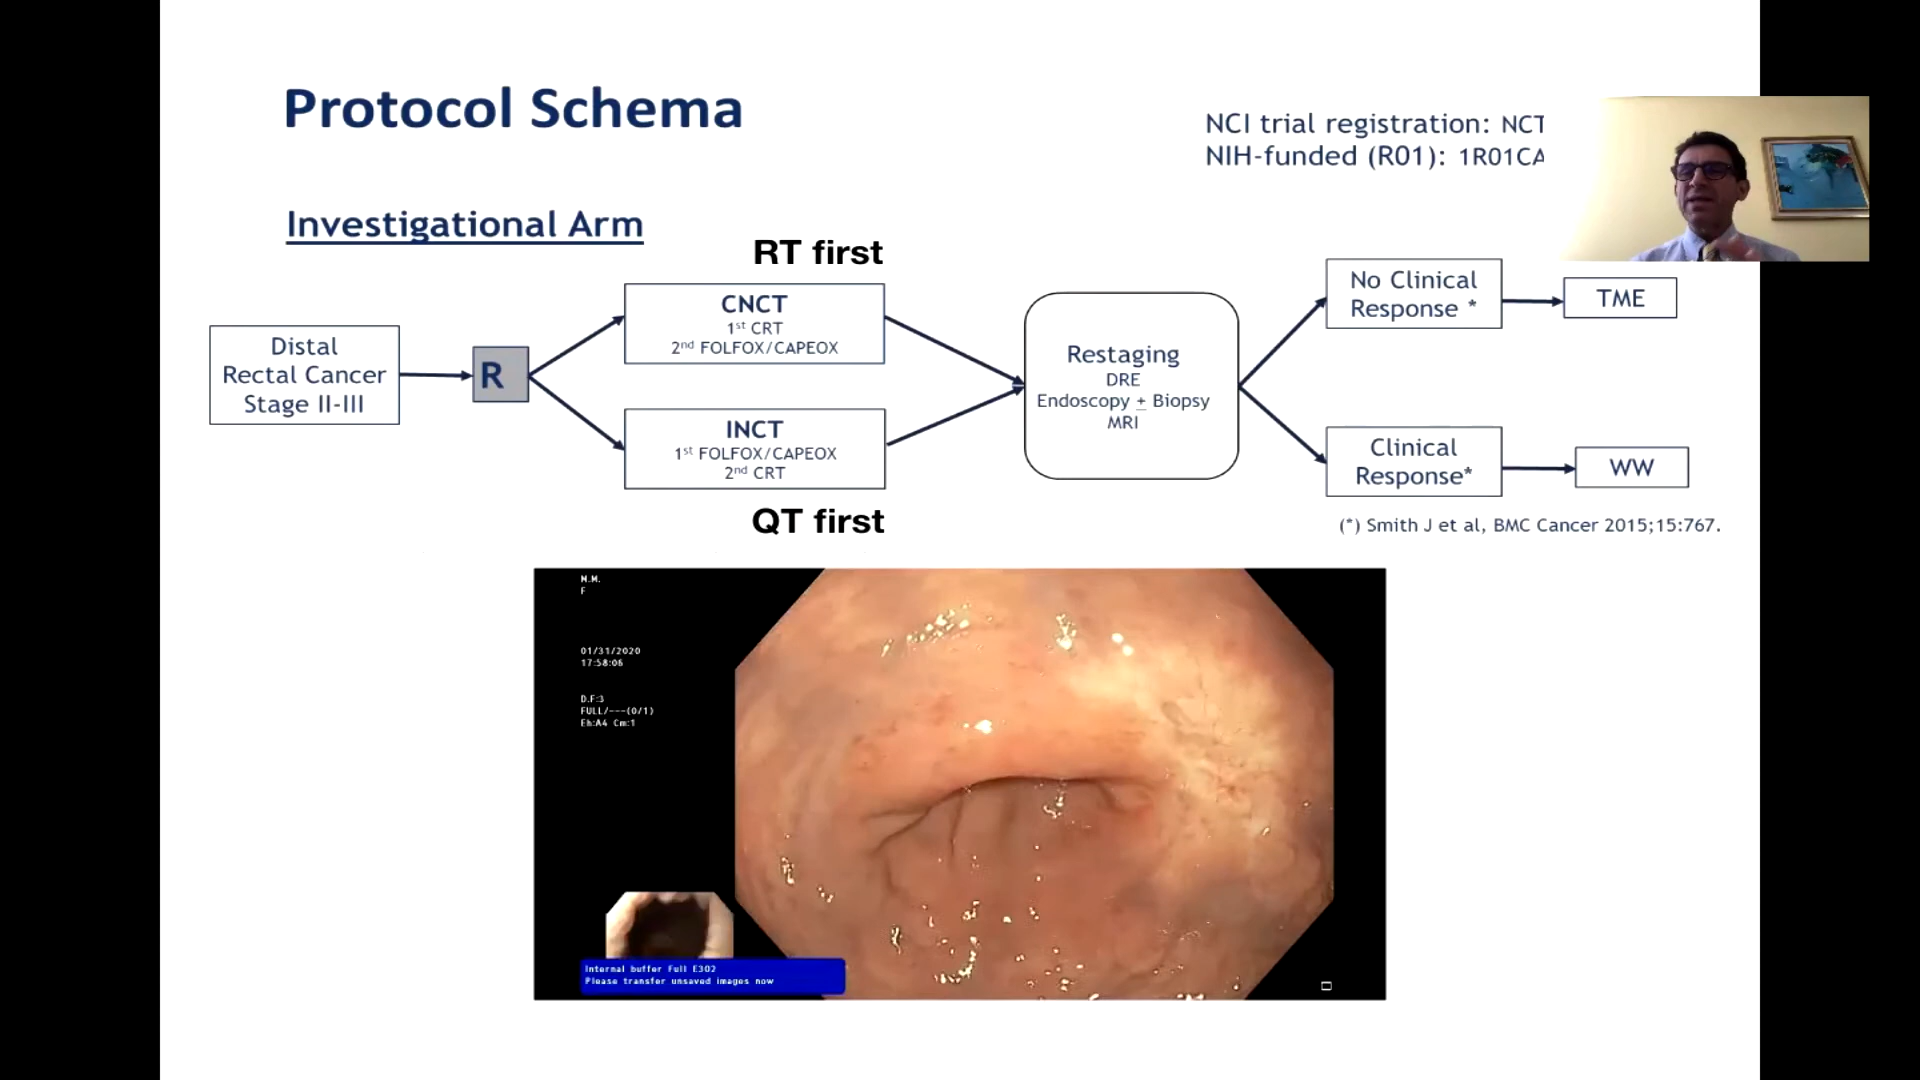 Protocol Schema
NCI trial registration: NCT
NIH-funded (R01): 1R01CA
Investigational Arm
RT first
Distal
Rectal Cancer
Stage II-III
R
CNCT
1st CRT
2nd FOLFOX/CAPEOX
INCT
1st FOLFOX/CAPEOX
2nd CRT
QT first
Restaging
DRE
Endoscopy ± Biopsy
MRI
No Clinical
Response *
TME
Clinical
Response*
WW
(*) Smith J et al, BMC Cancer 2015;15:767.
N.M.
F
01/31/2020
17:58:06
D.F:3
FULL/---(0/1)
Eh:A4 Cm:1
Internal buffer Full E302
Please transfer unsaved images now